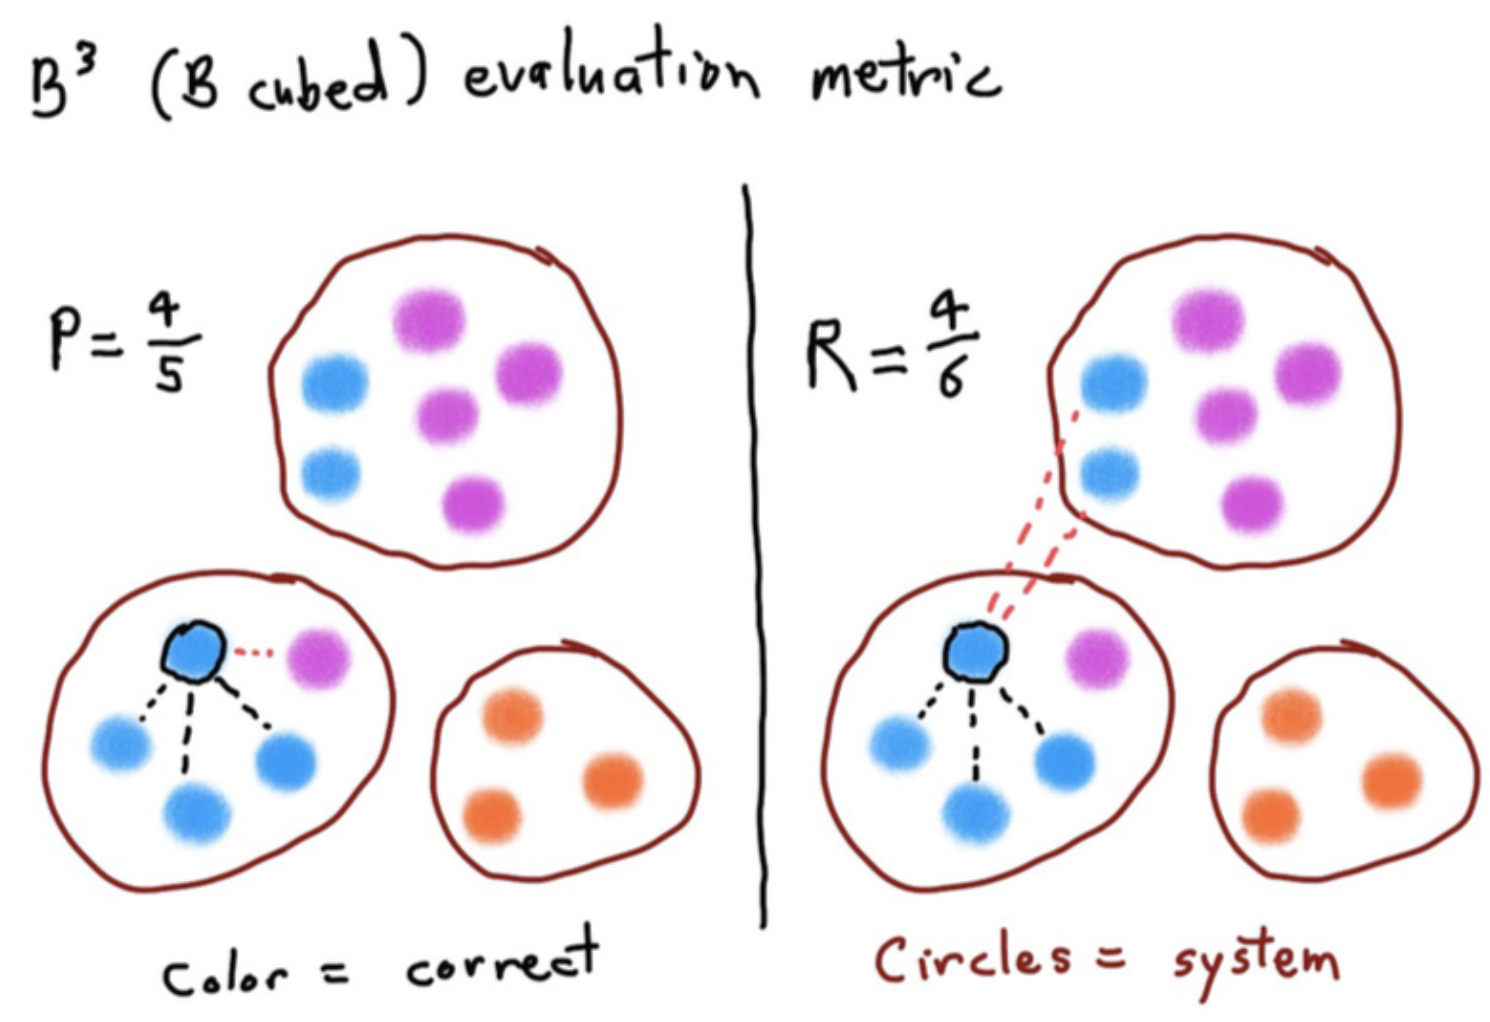 B³ (B cubed) evaluation metric
P = 4/5
R = 4/6
color = correct
Circles = system